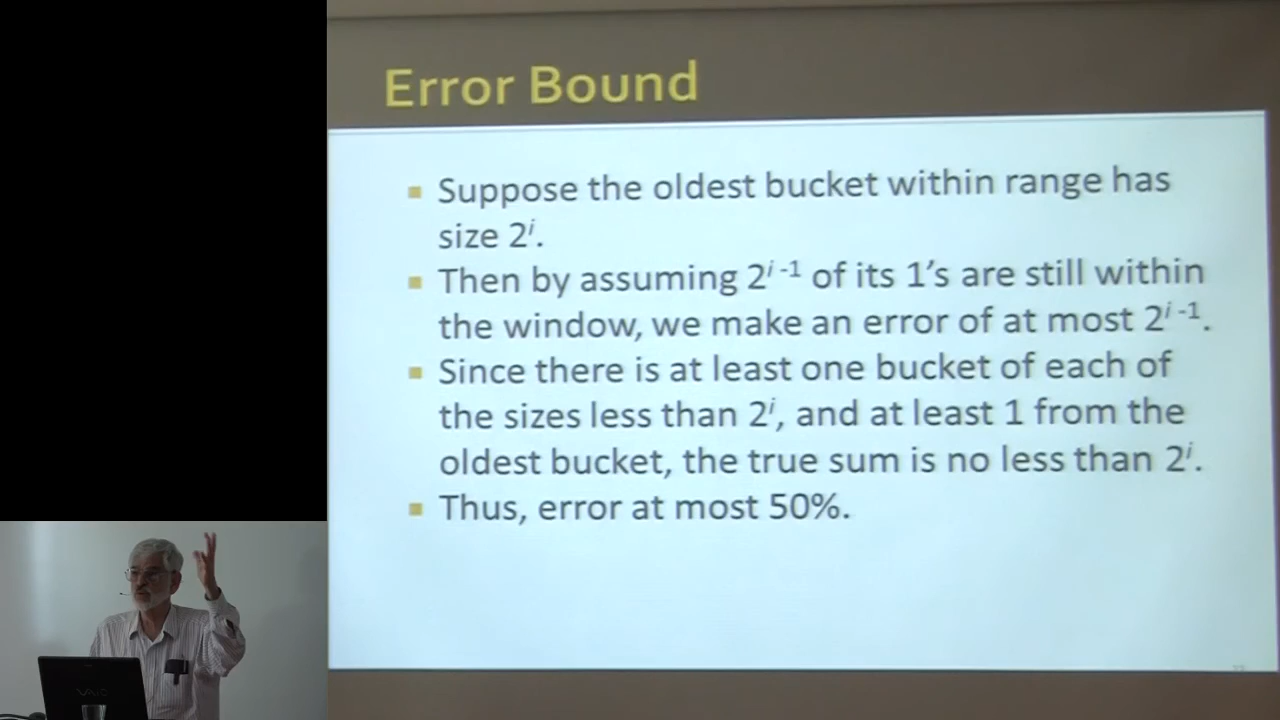 Error Bound
Suppose the oldest bucket within range has
size 2ⁱ.
Then by assuming 2ⁱ⁻¹ of its 1's are still within
the window, we make an error of at most 2ⁱ⁻¹.
Since there is at least one bucket of each of
the sizes less than 2ⁱ, and at least 1 from the
oldest bucket, the true sum is no less than 2ⁱ.
Thus, error at most 50%.
VAIO